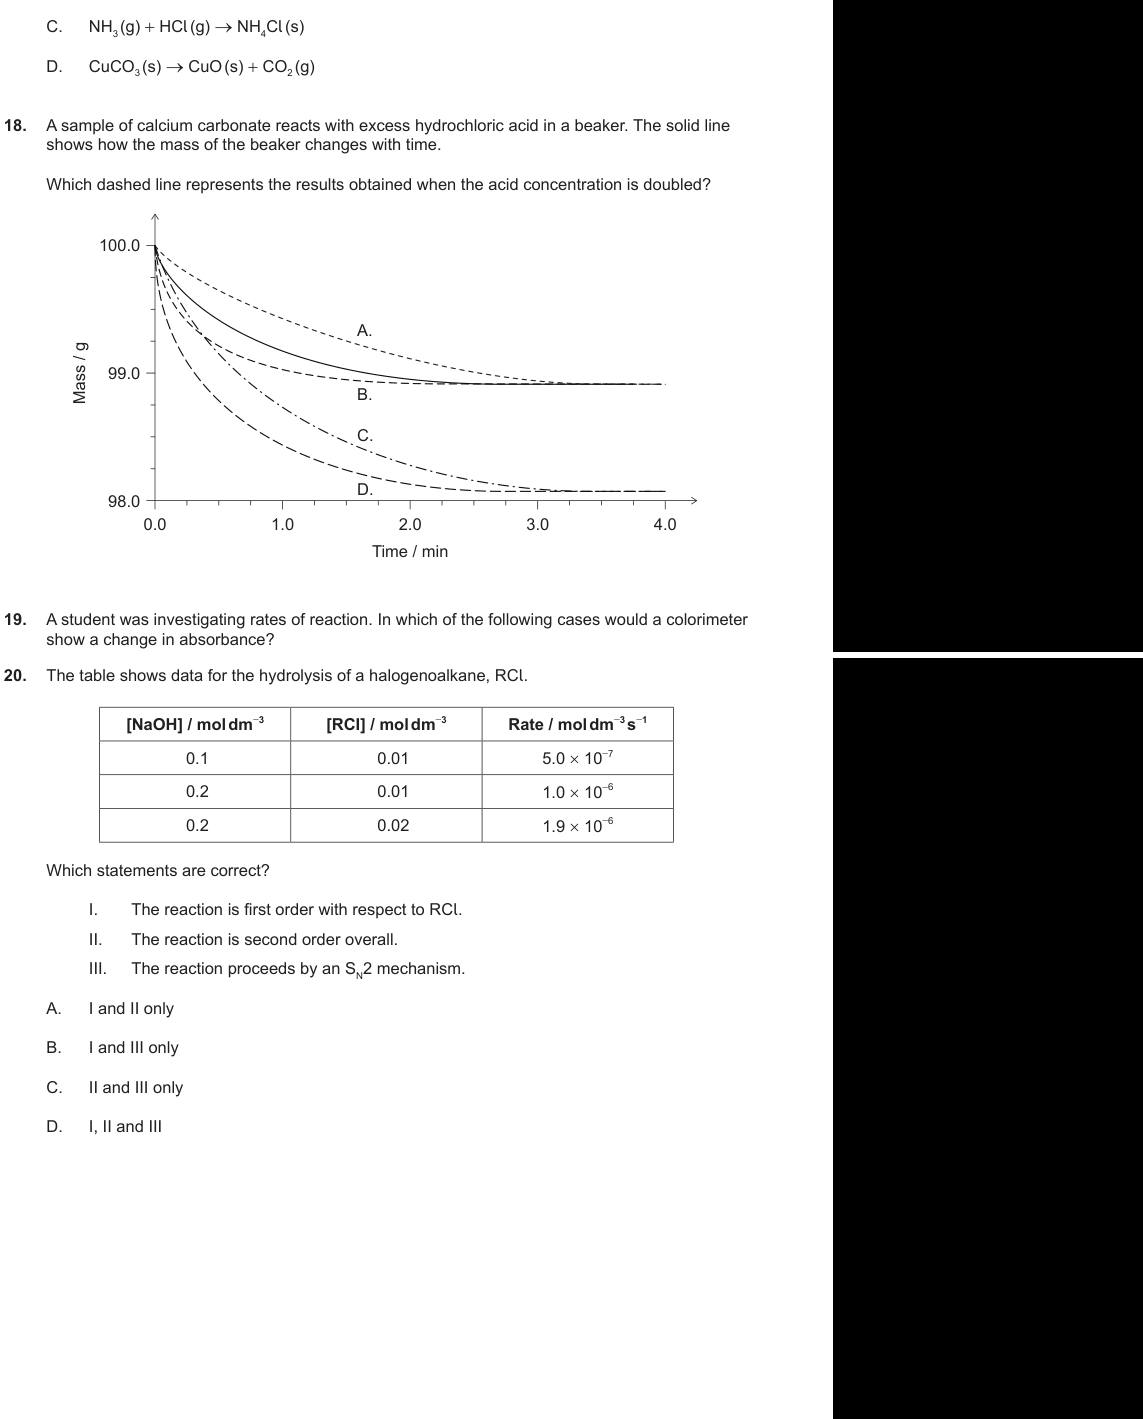 C. NH₃(g) + HCl(g) → NH₄Cl(s)
D. CuCO₃(s) → CuO(s) + CO₂(g)
18. A sample of calcium carbonate reacts with excess hydrochloric acid in a beaker. The solid line
shows how the mass of the beaker changes with time.
Which dashed line represents the results obtained when the acid concentration is doubled?
100.0
A.
Mass / g
99.0
B.
C.
D.
98.0
0.0 1.0 2.0 3.0 4.0
Time / min
19. A student was investigating rates of reaction. In which of the following cases would a colorimeter
show a change in absorbance?
20. The table shows data for the hydrolysis of a halogenoalkane, RCl.
[NaOH] / mol dm⁻³ [RCl] / mol dm⁻³ Rate / mol dm⁻³ s⁻¹
0.1 0.01 5.0 × 10⁻⁷
0.2 0.01 1.0 × 10⁻⁶
0.2 0.02 1.9 × 10⁻⁶
Which statements are correct?
I. The reaction is first order with respect to RCl.
II. The reaction is second order overall.
III. The reaction proceeds by an Sₙ2 mechanism.
A. I and II only
B. I and III only
C. II and III only
D. I, II and III